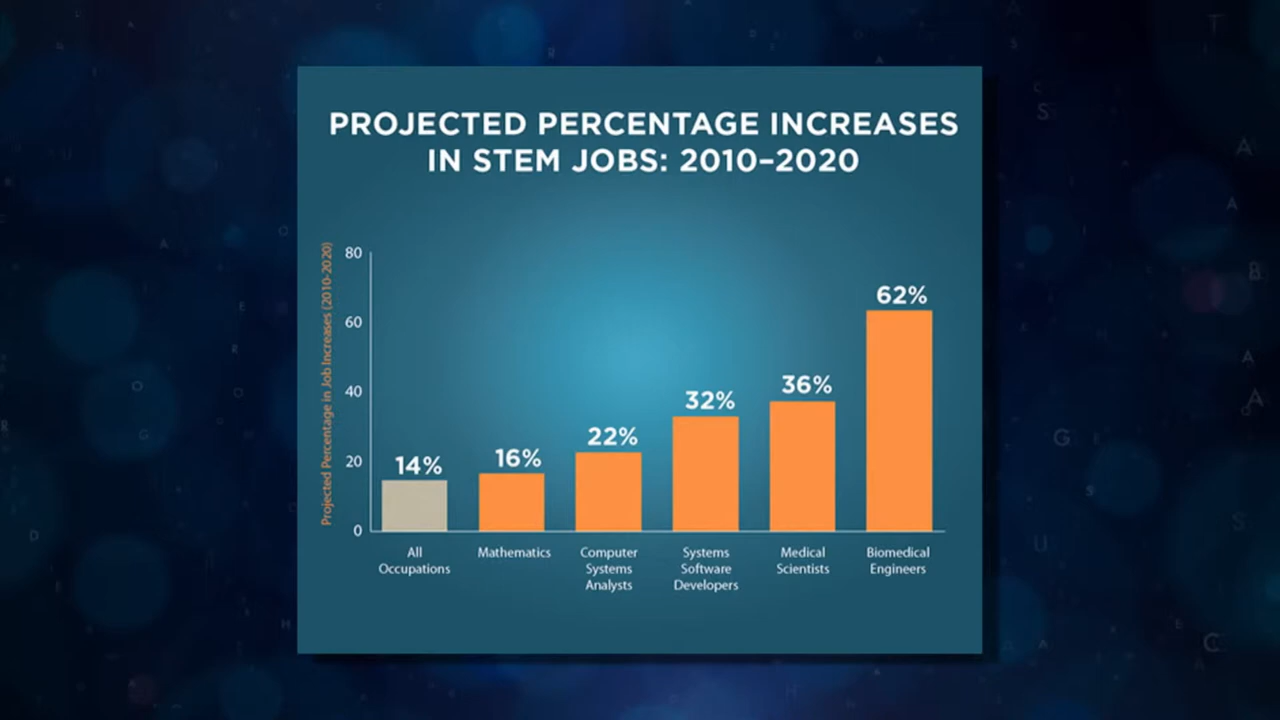 PROJECTED PERCENTAGE INCREASES
IN STEM JOBS: 2010–2020
Projected Percentage in Job Increases (2010-2020)
80
60
40
20
0
14%
16%
22%
32%
36%
62%
All
Occupations
Mathematics
Computer
Systems
Analysts
Systems
Software
Developers
Medical
Scientists
Biomedical
Engineers